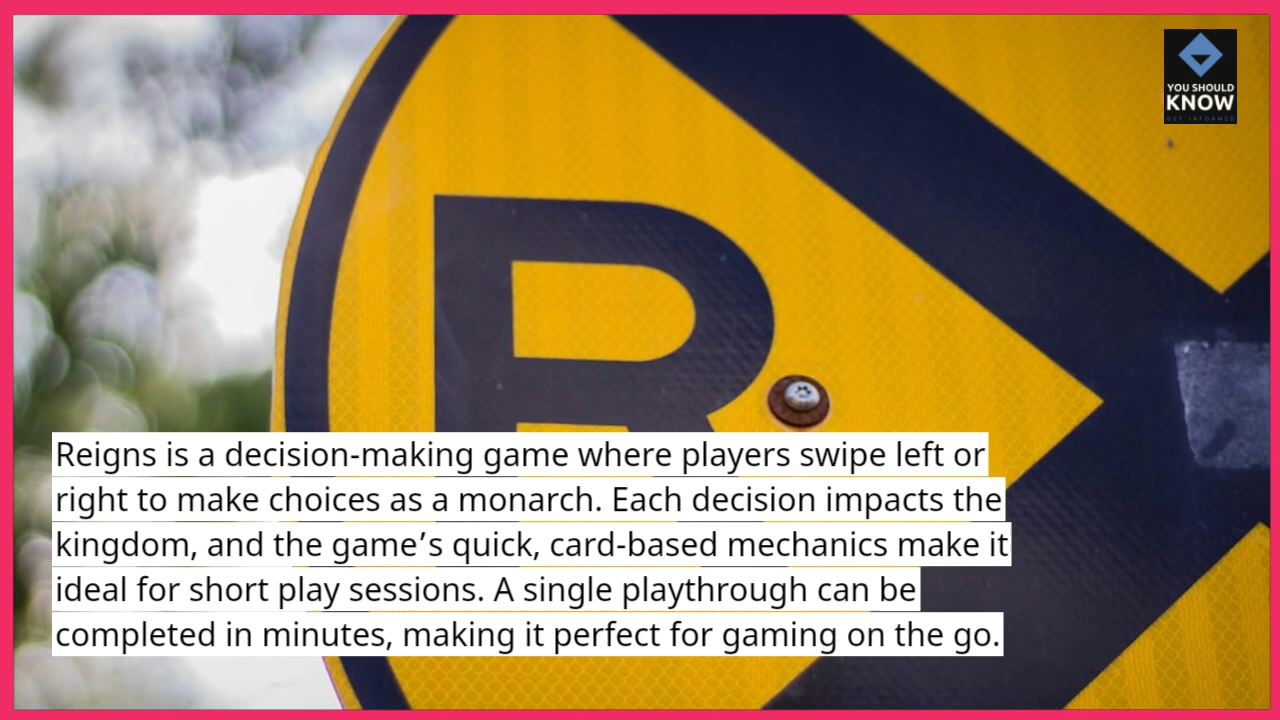 YOU SHOULD
KNOW
GET INFORMED
R
Reigns is a decision-making game where players swipe left or
right to make choices as a monarch. Each decision impacts the
kingdom, and the game’s quick, card-based mechanics make it
ideal for short play sessions. A single playthrough can be
completed in minutes, making it perfect for gaming on the go.